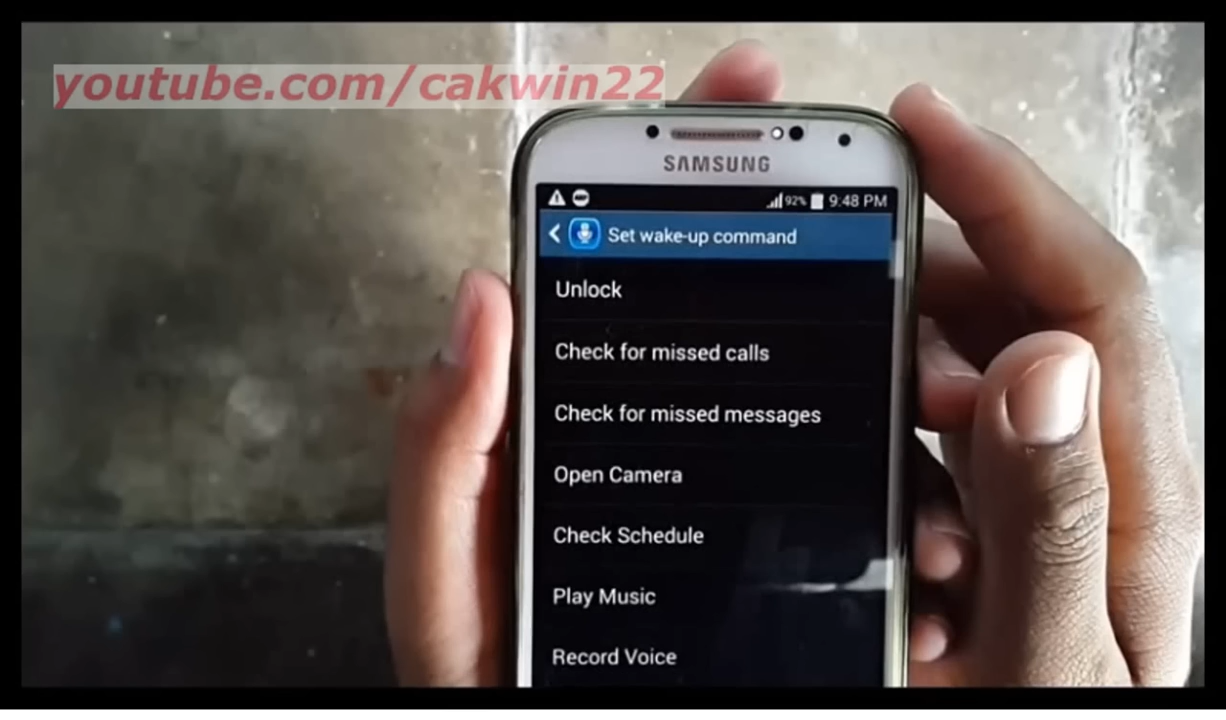 youtube.com/cakwin22
SAMSUNG
92% 9:48 PM
Set wake-up command
Unlock
Check for missed calls
Check for missed messages
Open Camera
Check Schedule
Play Music
Record Voice